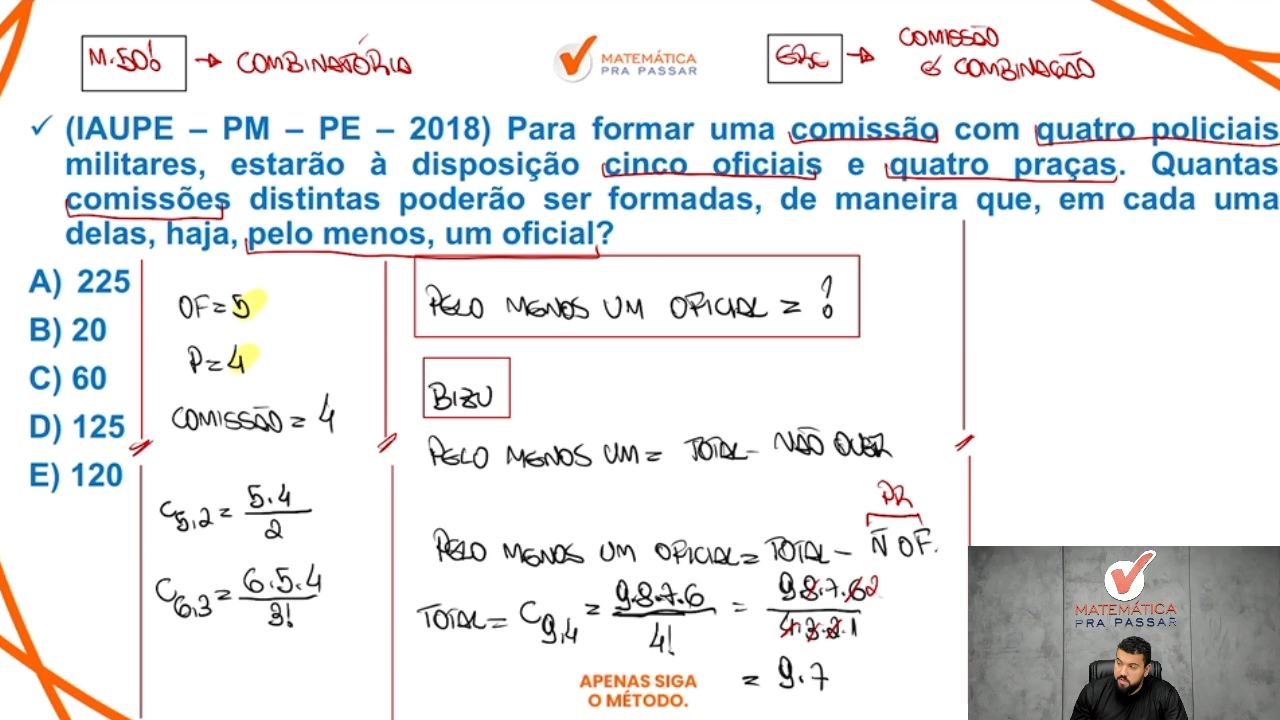 M.50! → COMBINATÓRIA
MATEMÁTICA
PRA PASSAR
→ COMISSÃO
COMBINAÇÃO
✓ (IAUPE – PM – PE – 2018) Para formar uma comissão com quatro policiais
militares, estarão à disposição cinco oficiais e quatro praças. Quantas
comissões distintas poderão ser formadas, de maneira que, em cada uma
delas, haja, pelo menos, um oficial?
A) 225
B) 20
C) 60
D) 125
E) 120
OF = 5
P = 4
COMISSÃO = 4
C5,2 = 5.4/2
C6,3 = 6.5.4/3!
PELO MENOS UM OFICIAL = ?
BIZU
PELO MENOS UM = TOTAL - NÃO QUER
PR
PELO MENOS UM OFICIAL = TOTAL - Ñ OF.
TOTAL = C9,4 = 9.8.7.6/4! = 9.8.7.6 2/4.3.2.1
= 9.7
APENAS SIGA
O MÉTODO.
MATEMÁTICA
PRA PASSAR